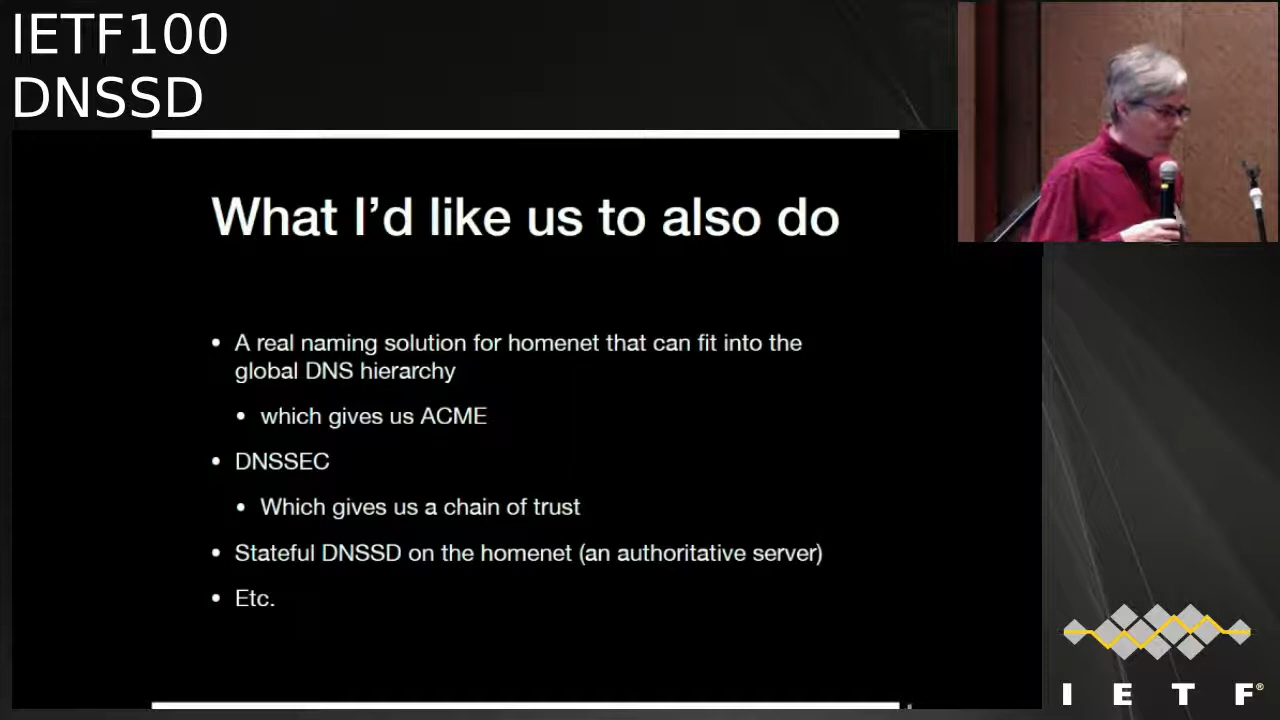 IETF100
DNSSD
What I’d like us to also do
• A real naming solution for homenet that can fit into the
global DNS hierarchy
• which gives us ACME
• DNSSEC
• Which gives us a chain of trust
• Stateful DNSSD on the homenet (an authoritative server)
• Etc.
I E T F®